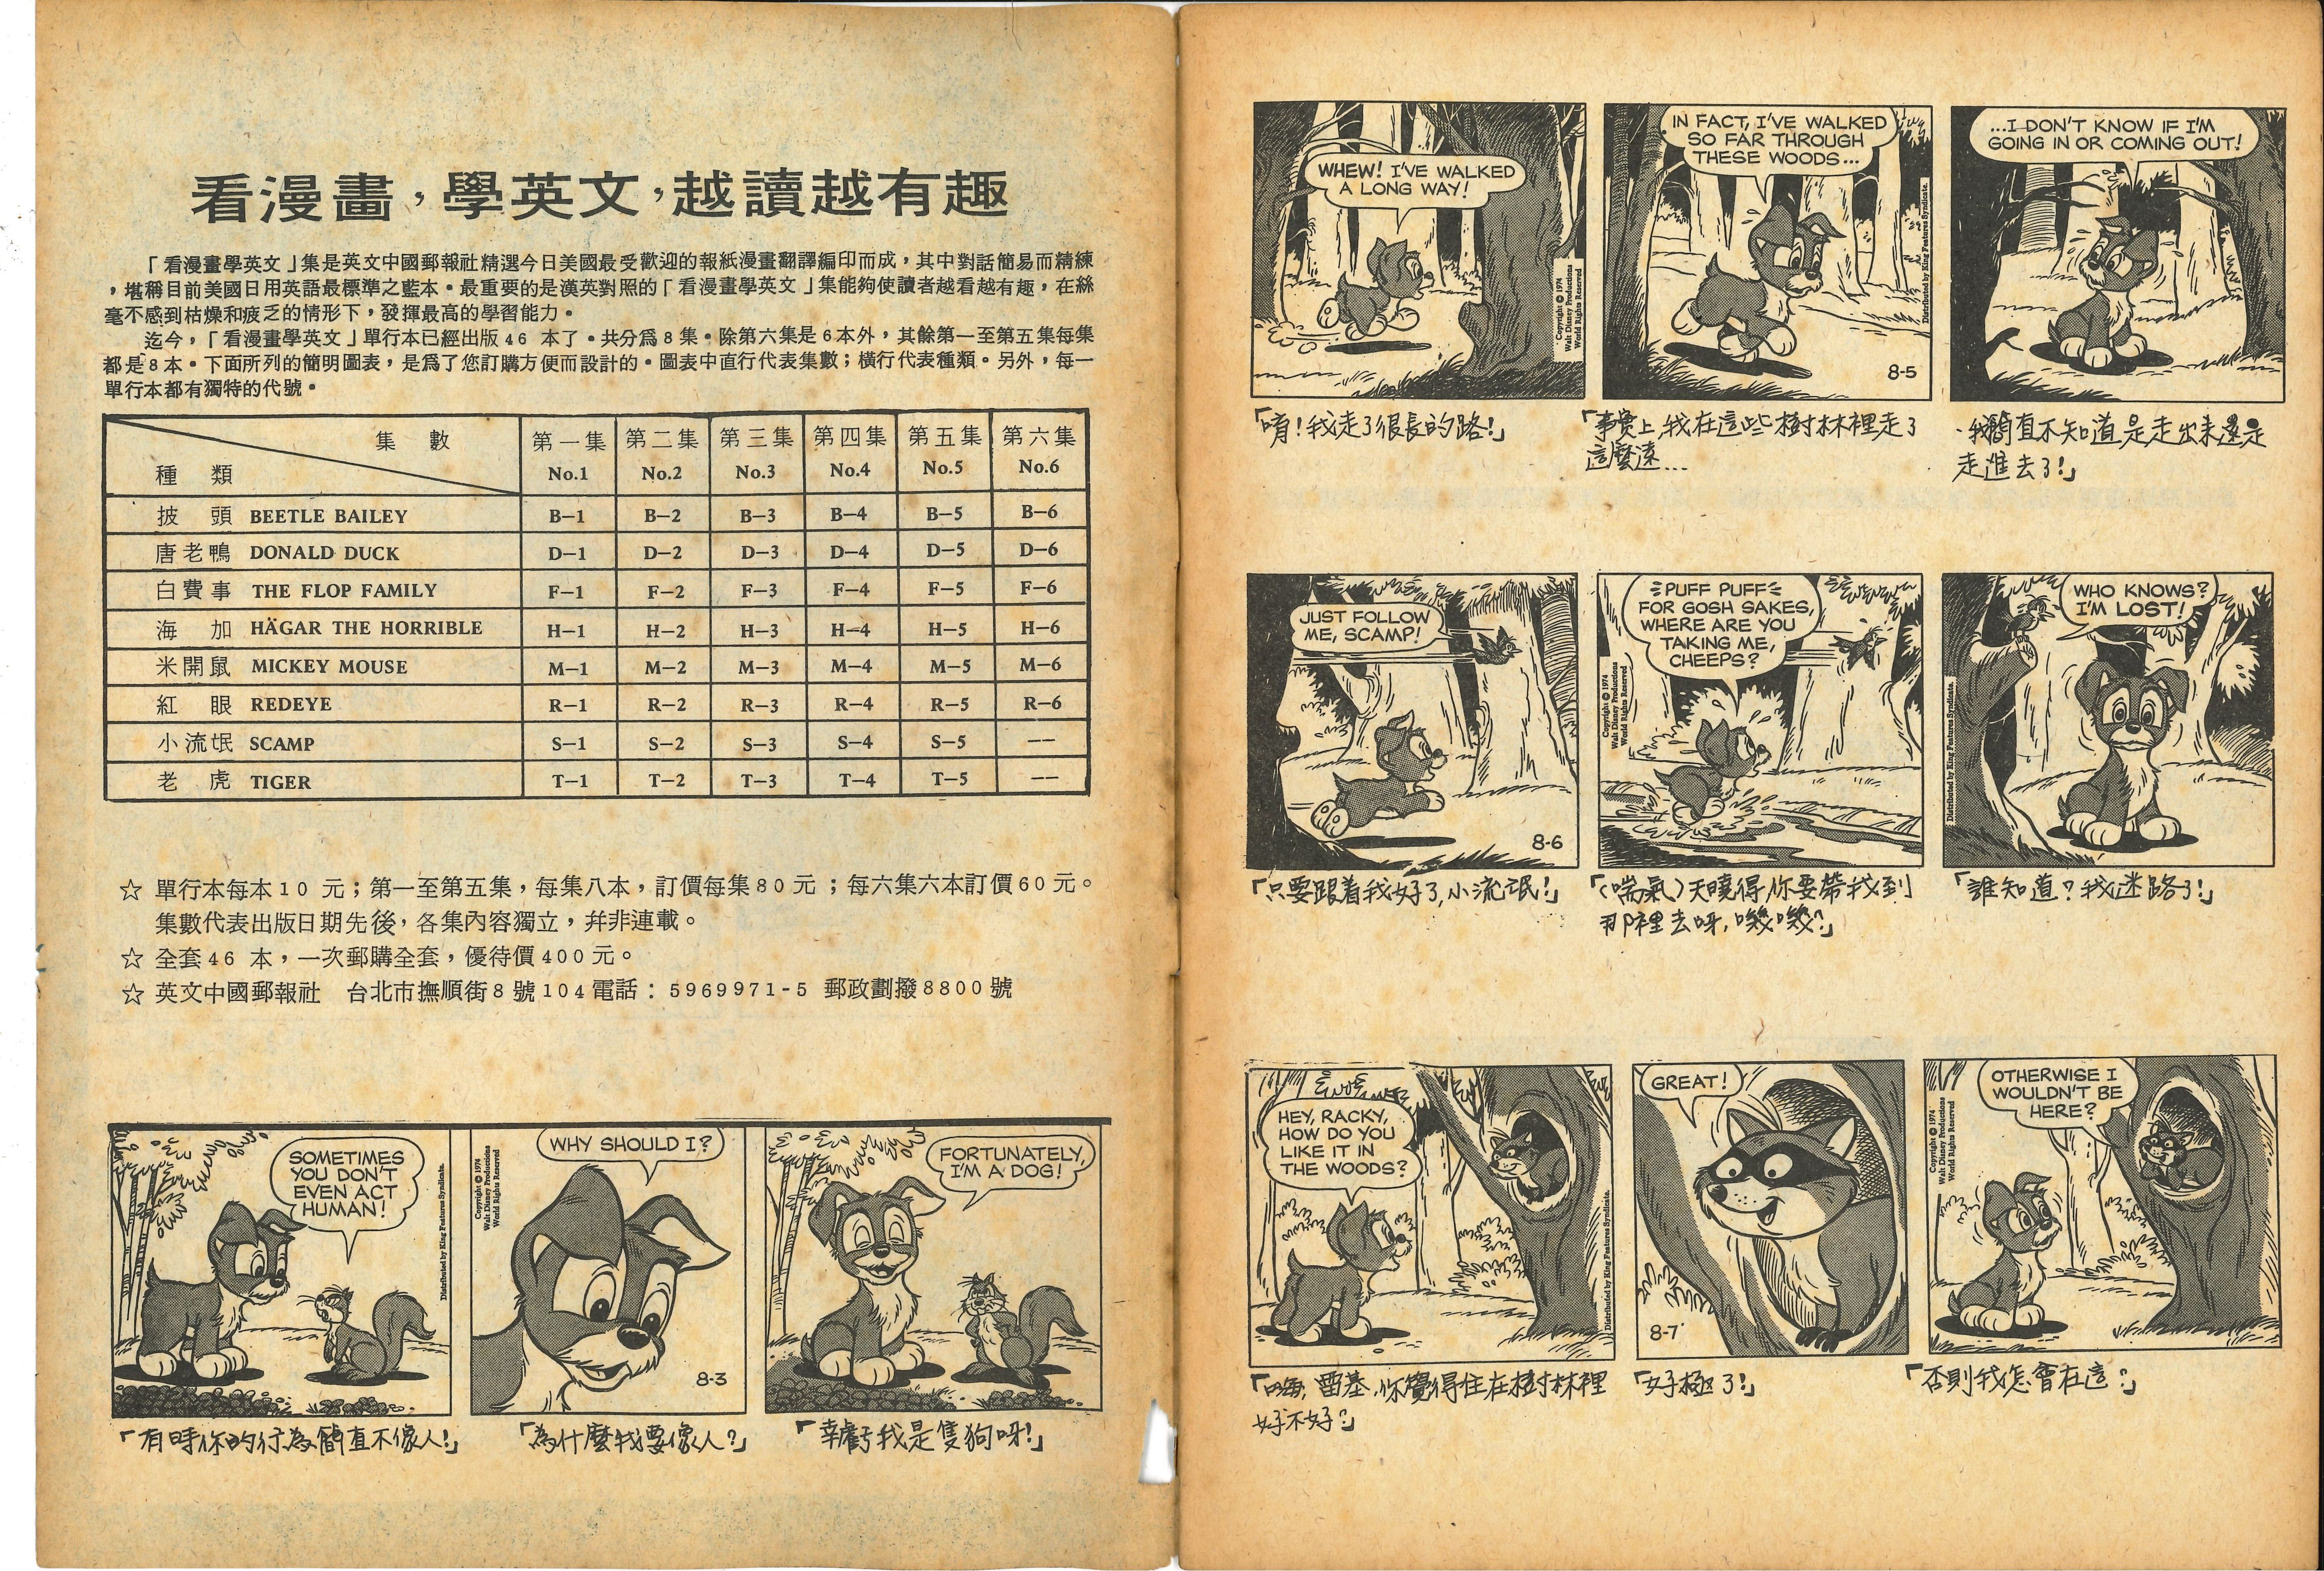 看漫畫,學英文,越讀越有趣
「看漫畫學英文」集是英文中國郵報社精選今日美國最受歡迎的報紙漫畫翻譯編印而成,其中對話簡易而精練
,堪稱目前美國日用英語最標準之藍本。最重要的是漢英對照的「看漫畫學英文」集能夠使讀者越看越有趣,在絲
毫不感到枯燥和疲乏的情形下,發揮最高的學習能力。
迄今,「看漫畫學英文」單行本已經出版46 本了。共分爲8集。除第六集是6本外,其餘第一至第五集每集
都是8本。下面所列的簡明圖表,是爲了您訂購方便而設計的。圖表中直行代表集數;橫行代表種類。另外,每一
單行本都有獨特的代號。
集 數 第一集 第二集 第三集 第四集 第五集 第六集
種 類 No.1 No.2 No.3 No.4 No.5 No.6
披 頭 BEETLE BAILEY B—1 B—2 B—3 B—4 B—5 B—6
唐老鴨 DONALD DUCK D—1 D—2 D—3 D—4 D—5 D—6
白費事 THE FLOP FAMILY F—1 F—2 F—3 F—4 F—5 F—6
海 加 HÄGAR THE HORRIBLE H—1 H—2 H—3 H—4 H—5 H—6
米開鼠 MICKEY MOUSE M—1 M—2 M—3 M—4 M—5 M—6
紅 眼 REDEYE R—1 R—2 R—3 R—4 R—5 R—6
小流氓 SCAMP S—1 S—2 S—3 S—4 S—5 —
老 虎 TIGER T—1 T—2 T—3 T—4 T—5 —
☆ 單行本每本10 元;第一至第五集,每集八本,訂價每集80元;每六集六本訂價60元。
集數代表出版日期先後,各集內容獨立,幷非連載。
☆ 全套46 本,一次郵購全套,優待價400元。
☆ 英文中國郵報社 台北市撫順街8號104電話:5969971-5 郵政劃撥8800號
SOMETIMES
YOU DON'T
EVEN ACT
HUMAN!
Distributed by King Features Syndicate.
Copyright © 1974
Walt Disney Productions
World Rights Reserved
WHY SHOULD I?
8-3
FORTUNATELY,
I'M A DOG!
「有時你的行為簡直不像人!」
「為什麼我要像人?」
「幸虧我是隻狗呀!」
WHEW! I'VE WALKED
A LONG WAY!
Copyright © 1974
Walt Disney Productions
World Rights Reserved
IN FACT, I'VE WALKED
SO FAR THROUGH
THESE WOODS...
Distributed by King Features Syndicate.
8-5
...I DON'T KNOW IF I'M
GOING IN OR COMING OUT!
「唷!我走了很長的路!」
「事實上,我在這些樹林裡走了
這麼遠...
我簡直不知道是走出來還是
走進去了!」
JUST FOLLOW
ME, SCAMP!
8-6
PUFF PUFF
FOR GOSH SAKES,
WHERE ARE YOU
TAKING ME,
CHEEPS?
Copyright © 1974
Walt Disney Productions
World Rights Reserved
WHO KNOWS?
I'M LOST!
Distributed by King Features Syndicate.
「只要跟着我好了,小流氓!」
「(喘氣)天曉得,你要帶我到
那裡去呀,嘰嘰?」
「誰知道?我迷路了!」
HEY, RACKY,
HOW DO YOU
LIKE IT IN
THE WOODS?
Distributed by King Features Syndicate.
GREAT!
8-7
Copyright © 1974
Walt Disney Productions
World Rights Reserved
OTHERWISE I
WOULDN'T BE
HERE?
「嗨,雷基,你覺得住在樹林裡
好不好?」
「好極了!」
「否則我怎會在這?」